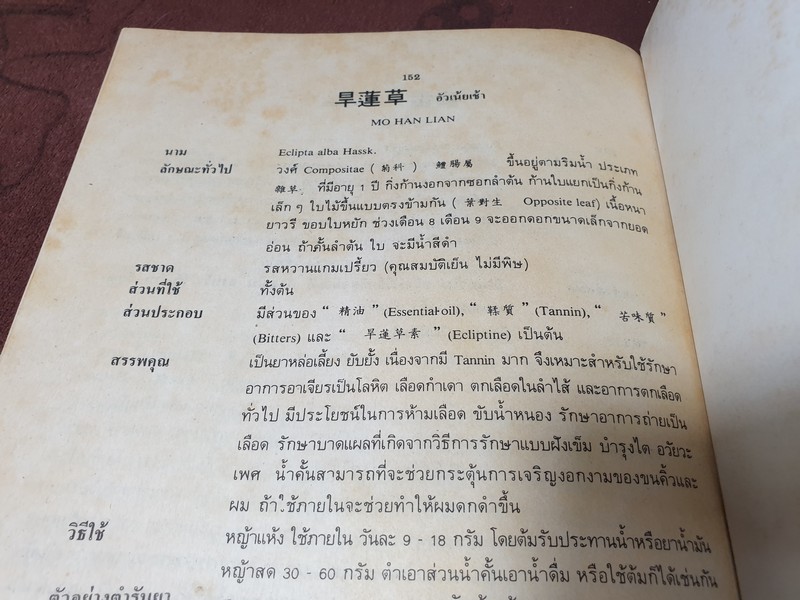 152
旱蓮草 อัวเน้ยเช้า
MO HAN LIAN
นาม Eclipta alba Hassk.
ลักษณะทั่วไป วงศ์ Compositae ( 菊科 ) 鱧腸屬 ขึ้นอยู่ตามริมน้ำ ประเภท
雜草 ที่มีอายุ 1 ปี กิ่งก้านงอกจากซอกลำต้น ก้านใบแยกเป็นกิ่งก้าน
เล็ก ๆ ใบไม้ขึ้นแบบตรงข้ามกัน ( 葉對生 Opposite leaf) เนื้อหนา
ยาวรี ขอบใบหยัก ช่วงเดือน 8 เดือน 9 จะออกดอกขนาดเล็กจากยอด
อ่อน ถ้าคั้นลำต้น ใบ จะมีน้ำสีดำ
รสชาด รสหวานแกมเปรี้ยว (คุณสมบัติเย็น ไม่มีพิษ)
ส่วนที่ใช้ ทั้งต้น
ส่วนประกอบ มีส่วนของ “ 精油 ” (Essential oil), “ 鞣質 ” (Tannin), “ 苦味質 ”
(Bitters) และ “ 旱蓮草素 ” (Ecliptine) เป็นต้น
สรรพคุณ เป็นยาหล่อเลี้ยง ยับยั้ง เนื่องจากมี Tannin มาก จึงเหมาะสำหรับใช้รักษา
อาการอาเจียรเป็นโลหิต เลือดกำเดา ตกเลือดในลำไส้ และอาการตกเลือด
ทั่วไป มีประโยชน์ในการห้ามเลือด ขับน้ำหนอง รักษาอาการถ่ายเป็น
เลือด รักษาบาดแผลที่เกิดจากวิธีการรักษาแบบฝังเข็ม บำรุงไต อวัยวะ
เพศ น้ำคั้นสามารถที่จะช่วยกระตุ้นการเจริญงอกงามของขนคิ้วและ
ผม ถ้าใช้ภายในจะช่วยทำให้ผมดกดำขึ้น
วิธีใช้ หญ้าแห้ง ใช้ภายใน วันละ 9 - 18 กรัม โดยต้มรับประทานน้ำหรือยาน้ำมัน
หญ้าสด 30 - 60 กรัม ตำเอาส่วนน้ำคั้นเอาน้ำดื่ม หรือใช้ต้มก็ได้เช่นกัน
ตัวอย่างตำรับยา